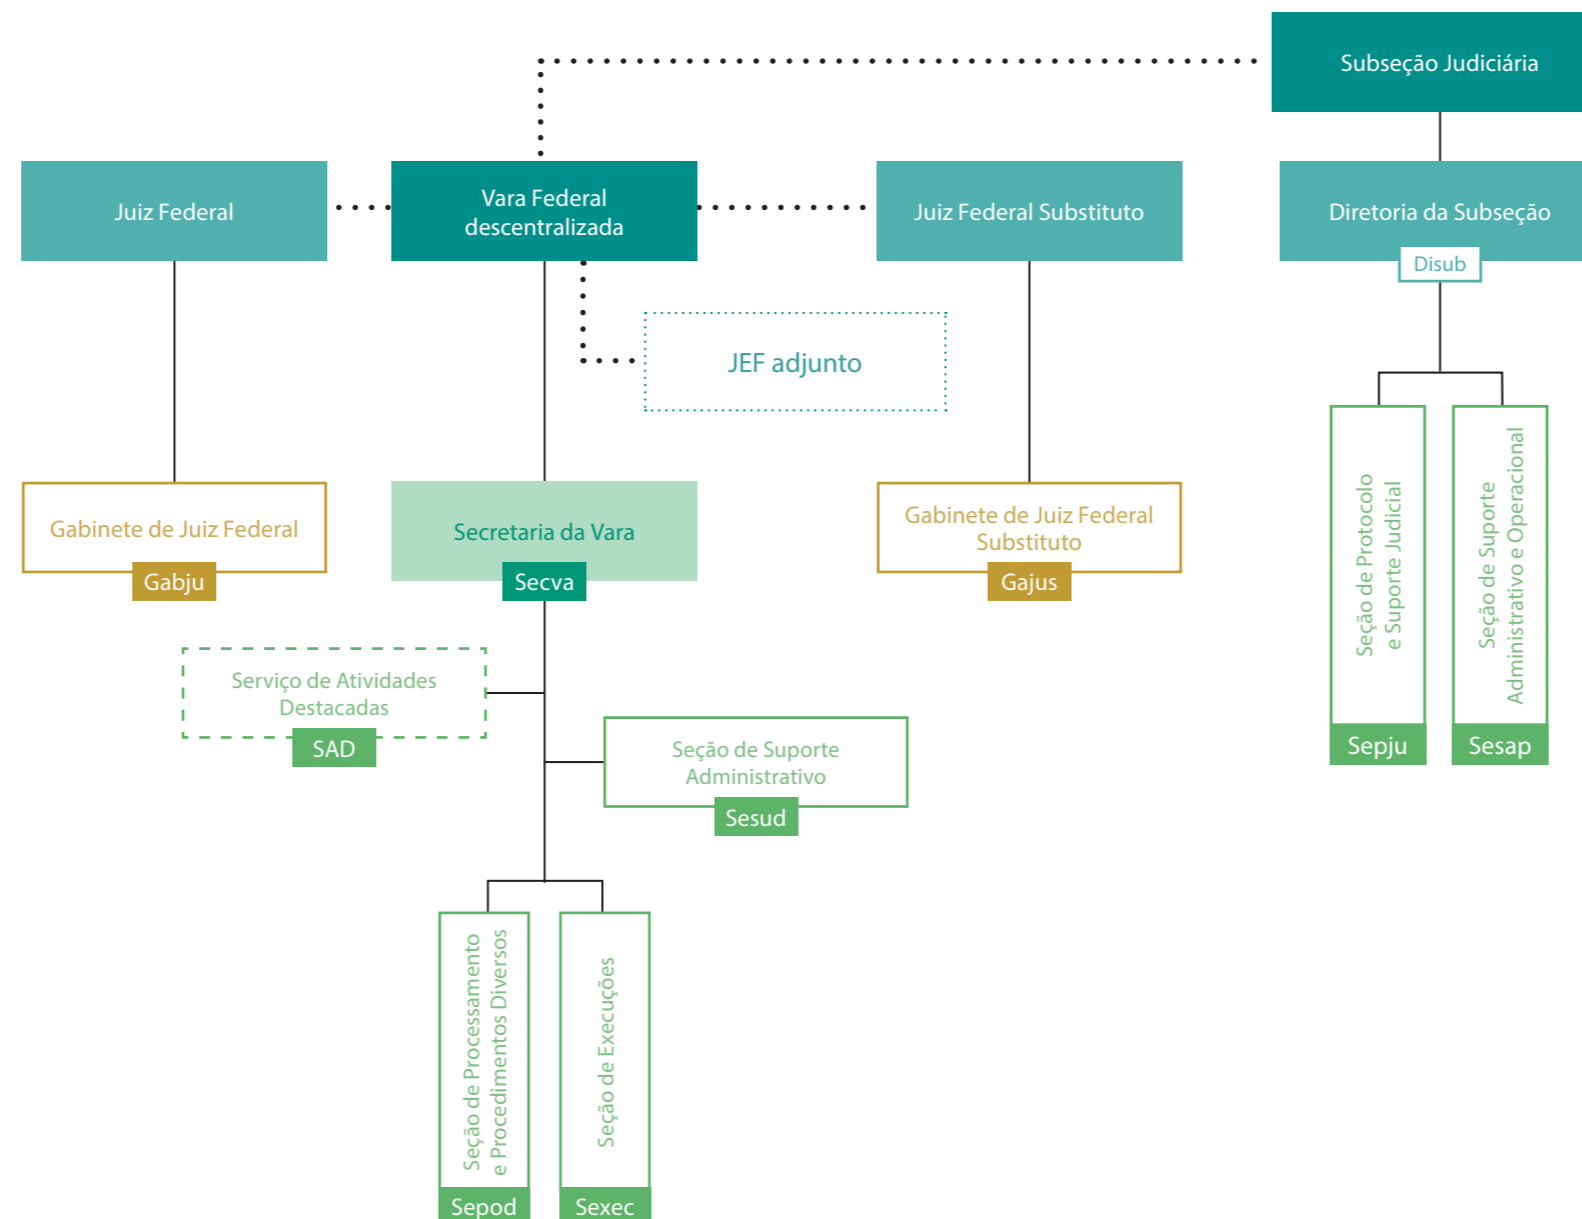 Subseção Judiciária
Juiz Federal
Vara Federal
descentralizada
Juiz Federal Substituto
Diretoria da Subseção
Disub
JEF adjunto
Gabinete de Juiz Federal
Gabju
Secretaria da Vara
Secva
Gabinete de Juiz Federal
Substituto
Gajus
Seção de Protocolo
e Suporte Judicial
Sepju
Seção de Suporte
Administrativo e Operacional
Sesap
Serviço de Atividades
Destacadas
SAD
Seção de Suporte
Administrativo
Sesud
Seção de Processamento
e Procedimentos Diversos
Sepod
Seção de Execuções
Sexec